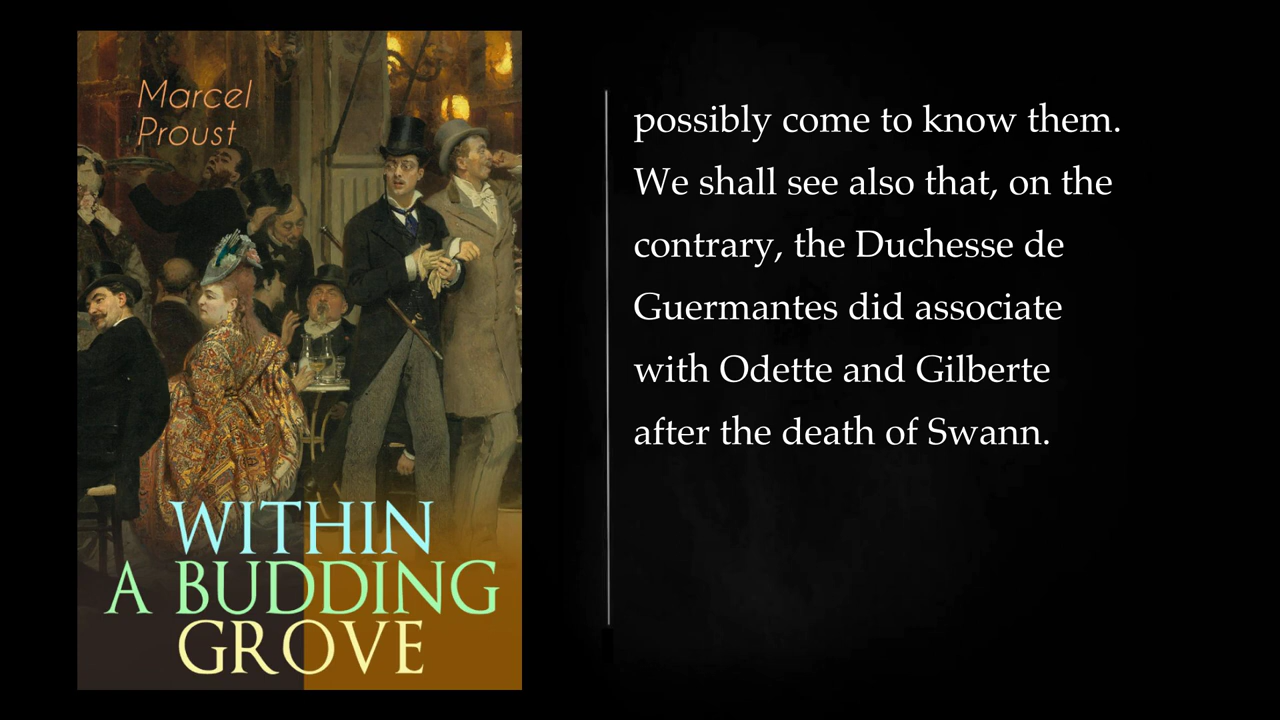 Marcel
Proust
WITHIN
A BUDDING
GROVE
possibly come to know them.
We shall see also that, on the
contrary, the Duchesse de
Guermantes did associate
with Odette and Gilberte
after the death of Swann.